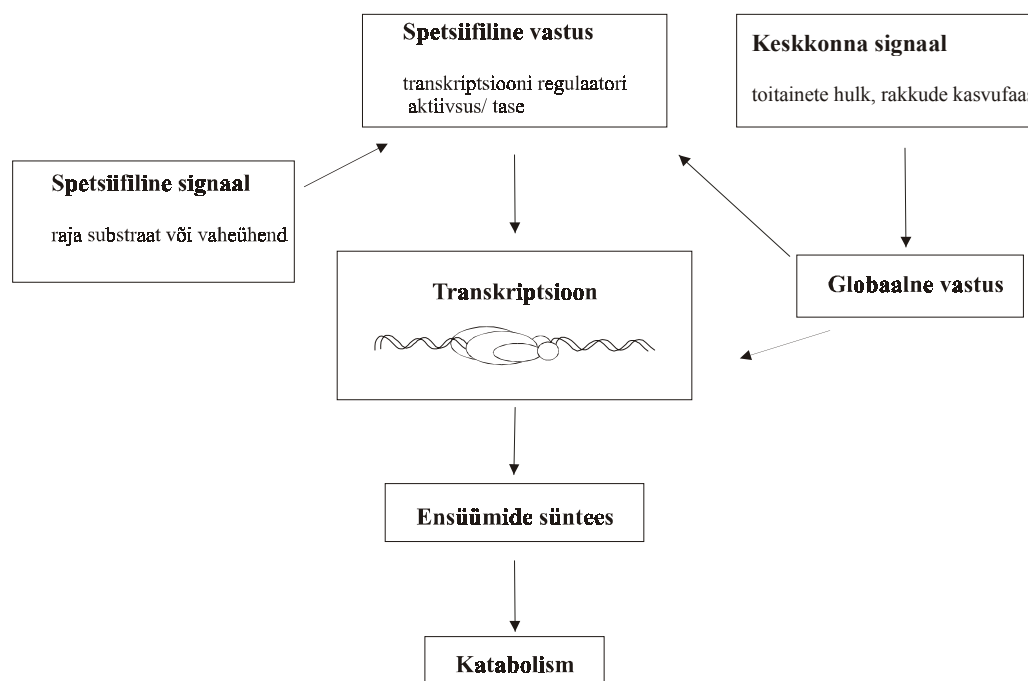 Spetsiifiline vastus
transkriptsiooni regulaatori
aktiivsus/ tase
Keskkonna signaal
toitainete hulk, rakkude kasvufaas
Spetsiifiline signaal
raja substraat või vaheühend
Transkriptsioon
Globaalne vastus
Ensüümide süntees
Katabolism